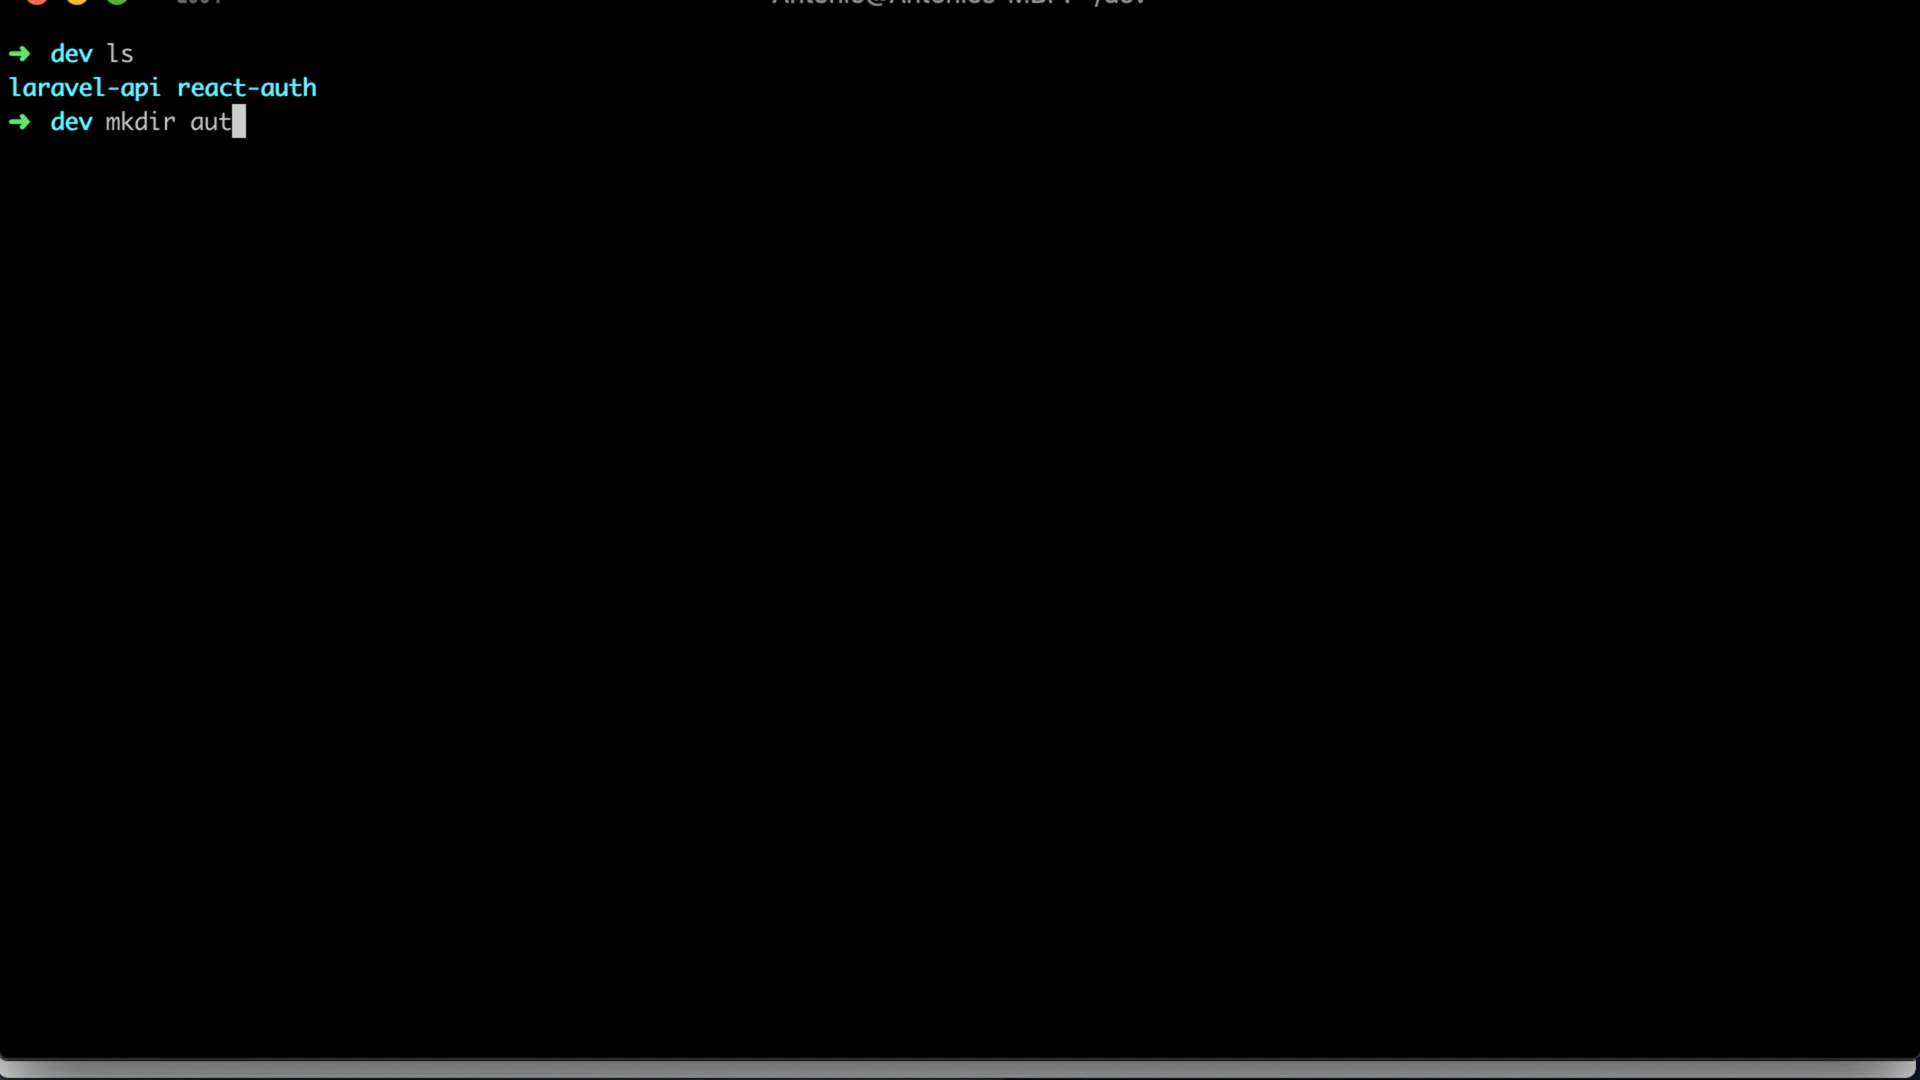 ➜ dev ls
laravel-api react-auth
➜ dev mkdir aut